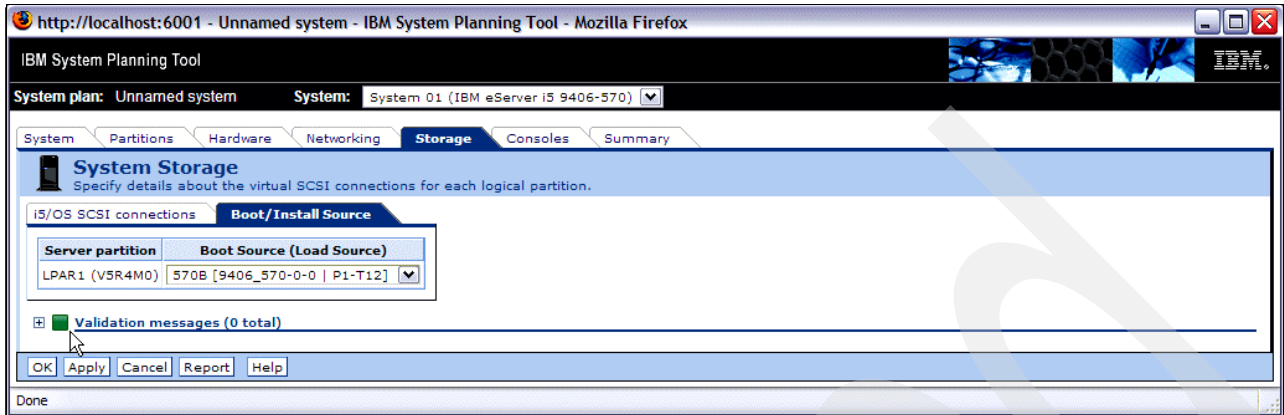 http://localhost:6001 - Unnamed system - IBM System Planning Tool - Mozilla Firefox
IBM System Planning Tool
IBM.
System plan: Unnamed system System: System 01 (IBM eServer i5 9406-570)
System Partitions Hardware Networking Storage Consoles Summary
System Storage
Specify details about the virtual SCSI connections for each logical partition.
i5/OS SCSI connections Boot/Install Source
Server partition Boot Source (Load Source)
LPAR1 (V5R4M0) 570B [9406_570-0-0 | P1-T12]
Validation messages (0 total)
OK Apply Cancel Report Help
Done